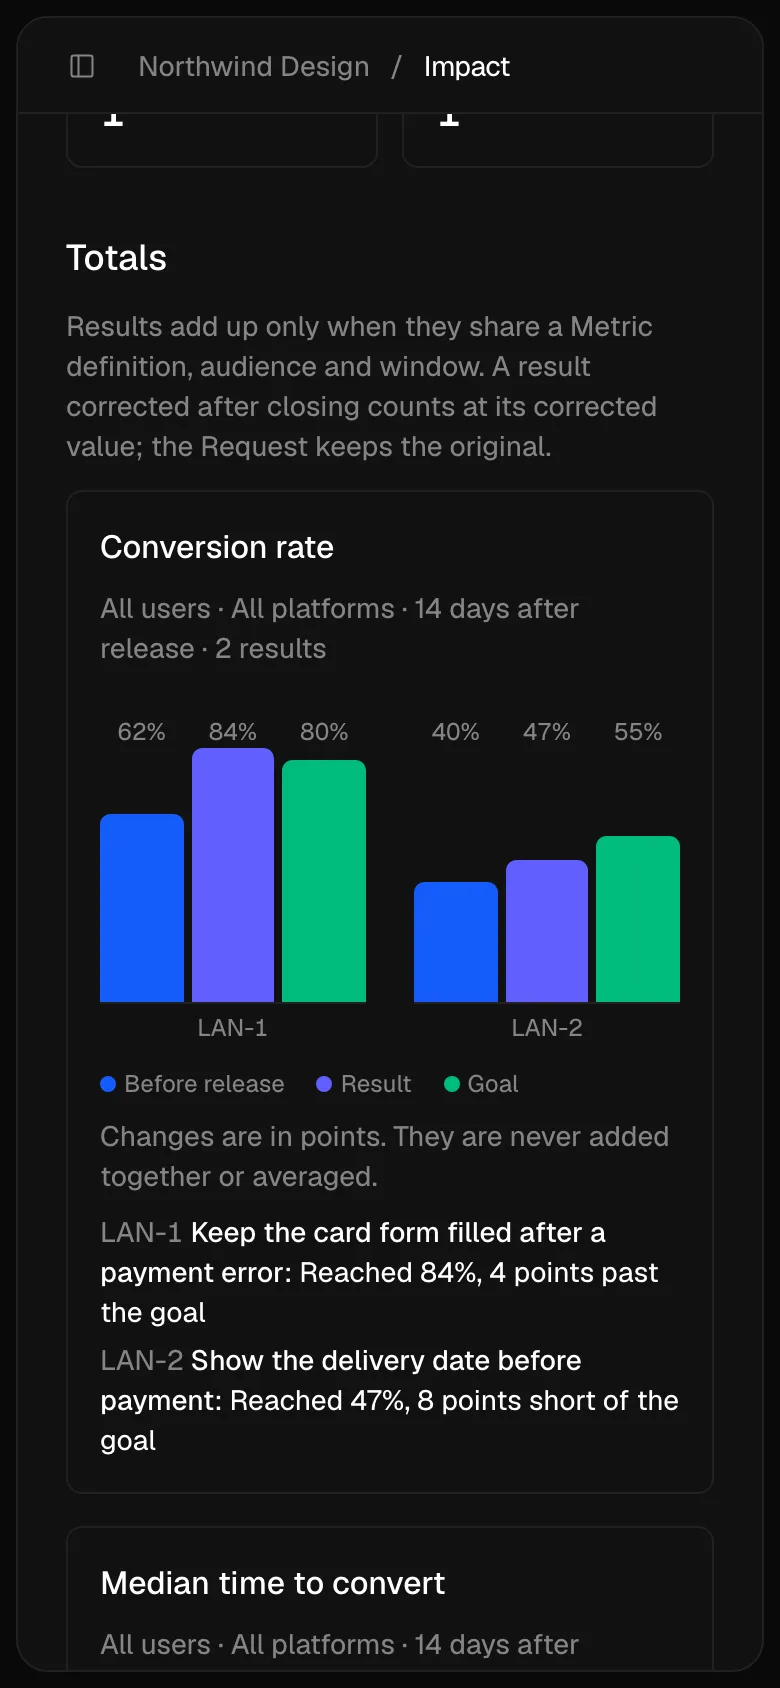 Northwind Design / Impact
Totals
Results add up only when they share a Metric
definition, audience and window. A result
corrected after closing counts at its corrected
value; the Request keeps the original.
Conversion rate
All users · All platforms · 14 days after
release · 2 results
62% 84% 80% 40% 47% 55%
LAN-1 LAN-2
Before release Result Goal
Changes are in points. They are never added
together or averaged.
LAN-1 Keep the card form filled after a
payment error: Reached 84%, 4 points past
the goal
LAN-2 Show the delivery date before
payment: Reached 47%, 8 points short of the
goal
Median time to convert
All users · All platforms · 14 days after